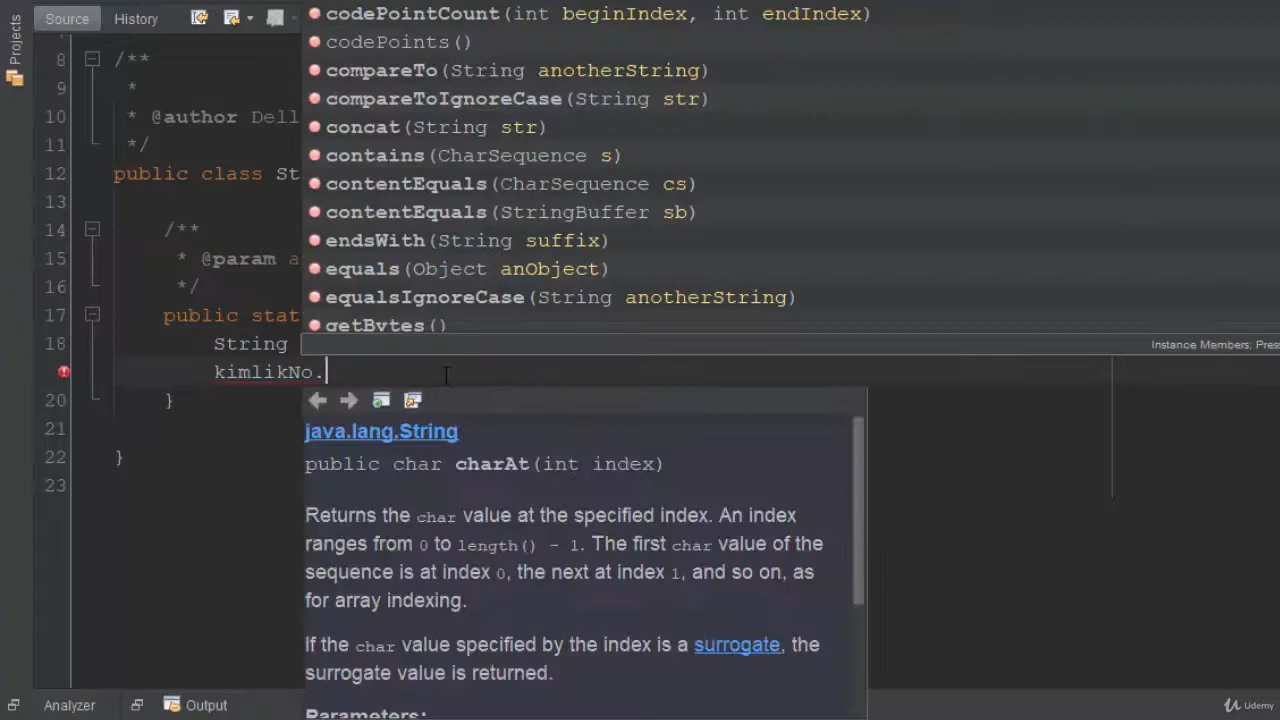 Projects
Source History
codePointCount(int beginIndex, int endIndex)
codePoints()
compareTo(String anotherString)
compareToIgnoreCase(String str)
concat(String str)
contains(CharSequence s)
contentEquals(CharSequence cs)
contentEquals(StringBuffer sb)
endsWith(String suffix)
equals(Object anObject)
equalsIgnoreCase(String anotherString)
getBytes()
Instance Members; Press
8 /**
9 *
10 * @author Dell
11 */
12 public class St
13
14 /**
15 * @param a
16 */
17 public stat
18 String
kimlikNo.
20 }
21
22 }
23
java.lang.String
public char charAt(int index)
Returns the char value at the specified index. An index
ranges from 0 to length() - 1. The first char value of the
sequence is at index 0, the next at index 1, and so on, as
for array indexing.
If the char value specified by the index is a surrogate, the
surrogate value is returned.
Parameters:
Analyzer Output
Udemy